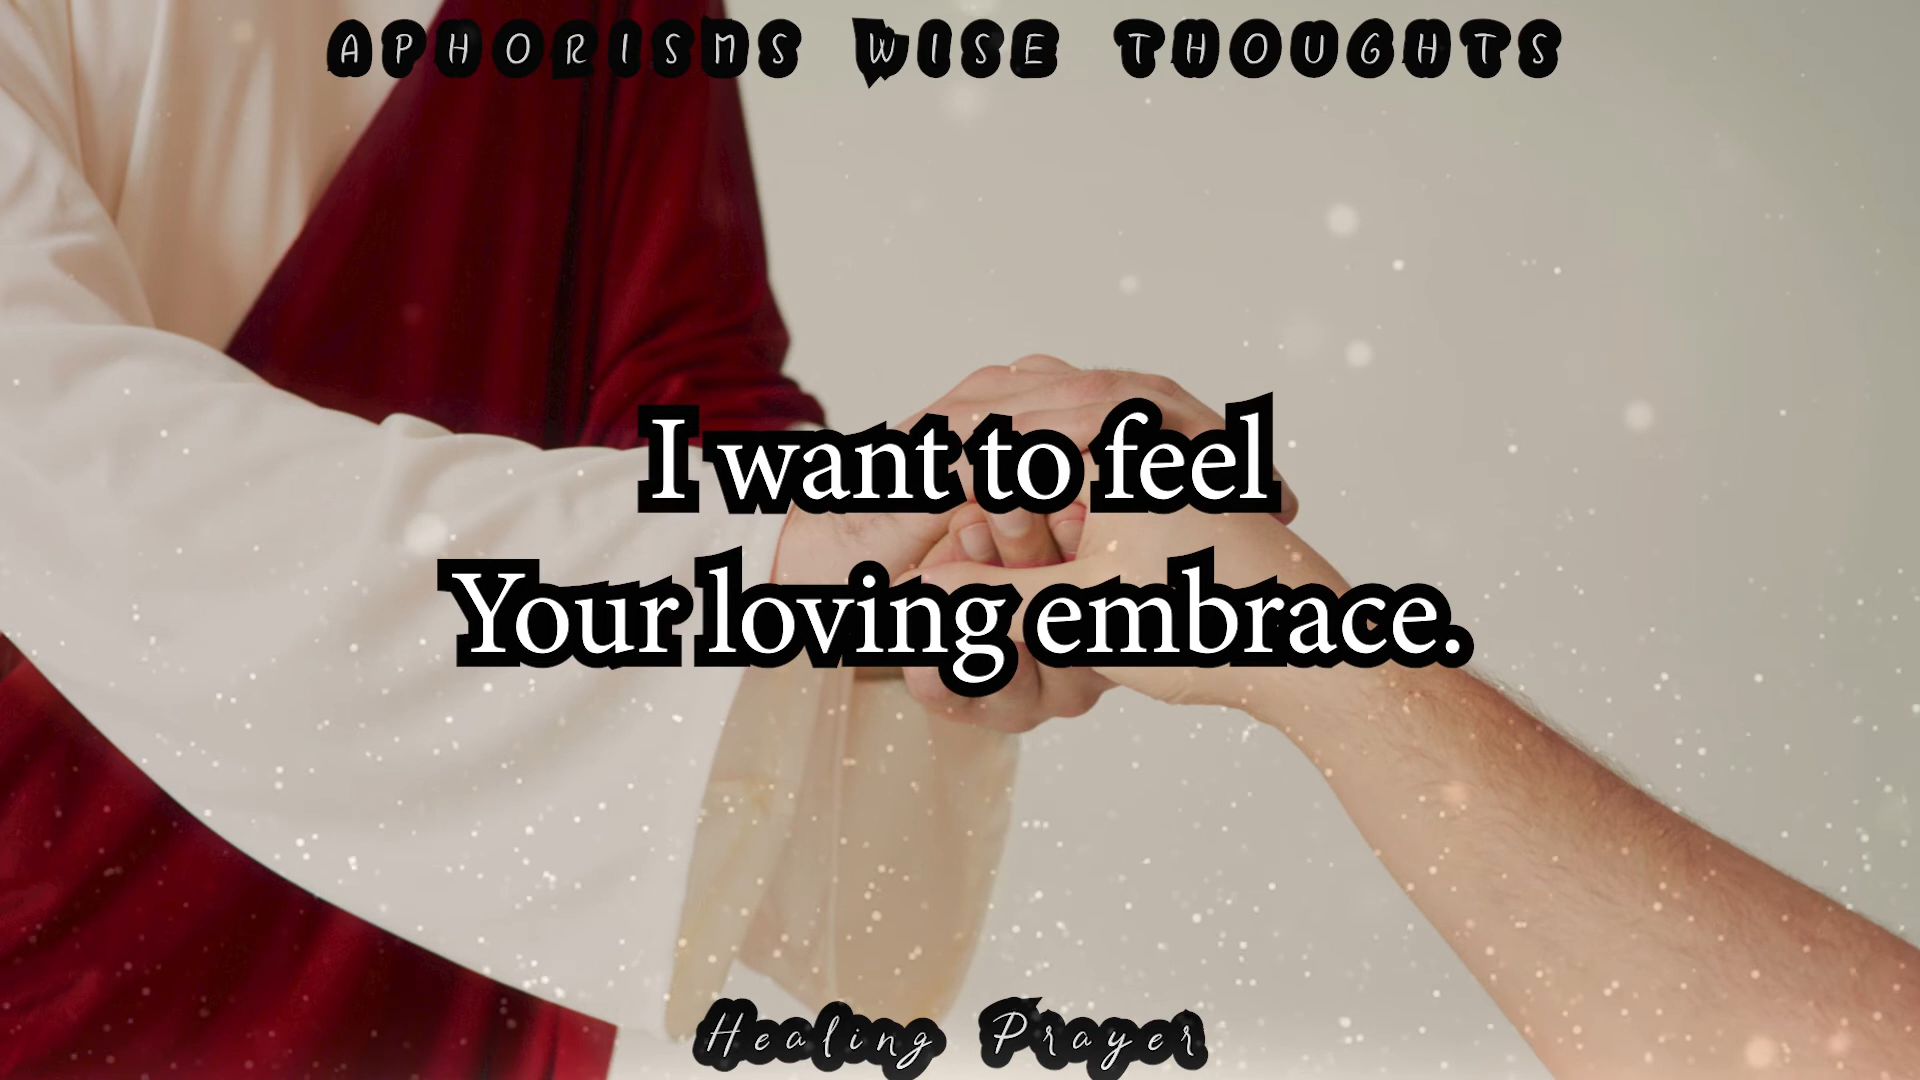 APHORISMS WISE THOUGHTS
I want to feel
Your loving embrace.
Healing Prayer